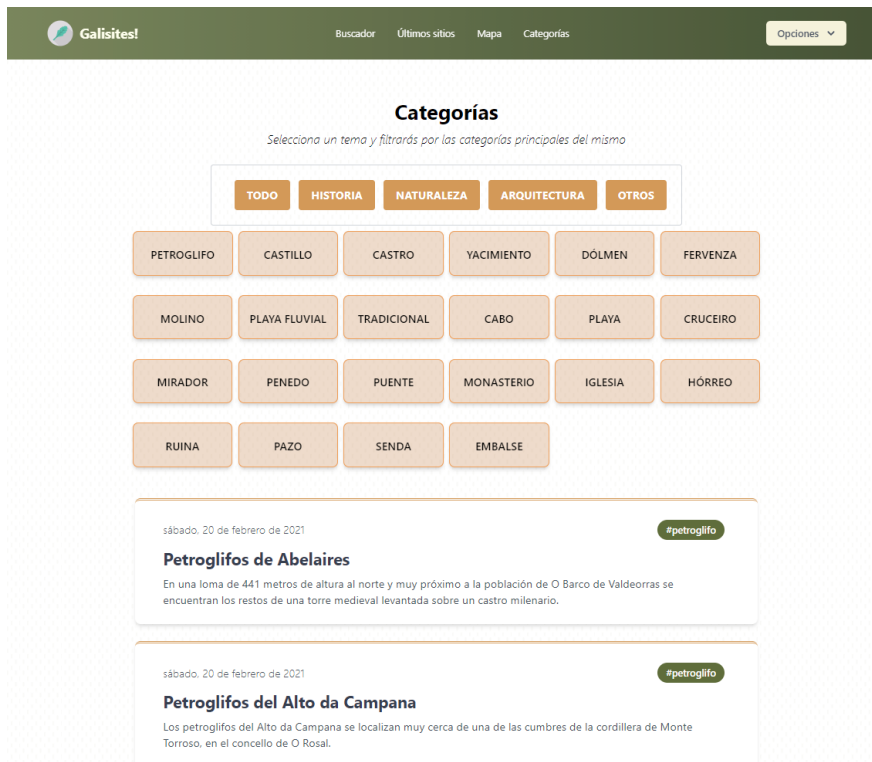 Galisites!
Buscador Últimos sitios Mapa Categorías
Opciones
Categorías
Selecciona un tema y filtrarás por las categorías principales del mismo
TODO HISTORIA NATURALEZA ARQUITECTURA OTROS
PETROGLIFO CASTILLO CASTRO YACIMIENTO DÓLMEN FERVENZA
MOLINO PLAYA FLUVIAL TRADICIONAL CABO PLAYA CRUCEIRO
MIRADOR PENEDO PUENTE MONASTERIO IGLESIA HÓRREO
RUINA PAZO SENDA EMBALSE
sábado, 20 de febrero de 2021 #petroglifo
Petroglifos de Abelaires
En una loma de 441 metros de altura al norte y muy próximo a la población de O Barco de Valdeorras se
encuentran los restos de una torre medieval levantada sobre un castro milenario.
sábado, 20 de febrero de 2021 #petroglifo
Petroglifos del Alto da Campana
Los petroglifos del Alto da Campana se localizan muy cerca de una de las cumbres de la cordillera de Monte
Torroso, en el concello de O Rosal.